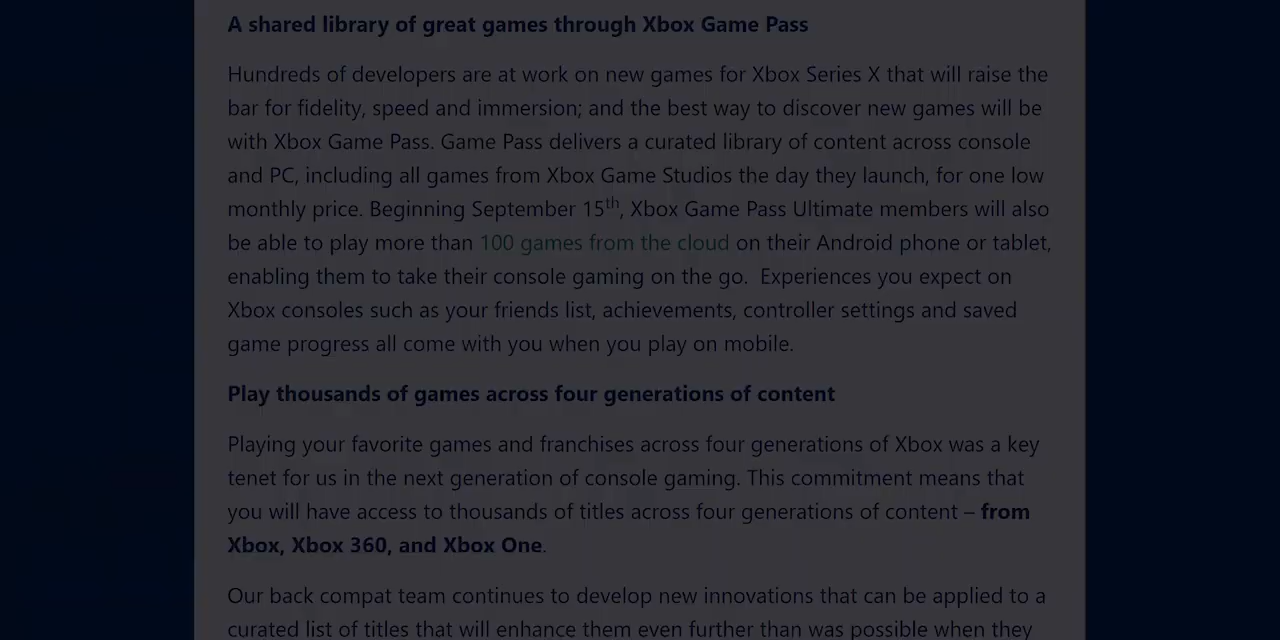 A shared library of great games through Xbox Game Pass
Hundreds of developers are at work on new games for Xbox Series X that will raise the
bar for fidelity, speed and immersion; and the best way to discover new games will be
with Xbox Game Pass. Game Pass delivers a curated library of content across console
and PC, including all games from Xbox Game Studios the day they launch, for one low
monthly price. Beginning September 15th, Xbox Game Pass Ultimate members will also
be able to play more than 100 games from the cloud on their Android phone or tablet,
enabling them to take their console gaming on the go.  Experiences you expect on
Xbox consoles such as your friends list, achievements, controller settings and saved
game progress all come with you when you play on mobile.
Play thousands of games across four generations of content
Playing your favorite games and franchises across four generations of Xbox was a key
tenet for us in the next generation of console gaming. This commitment means that
you will have access to thousands of titles across four generations of content – from
Xbox, Xbox 360, and Xbox One.
Our back compat team continues to develop new innovations that can be applied to a
curated list of titles that will enhance them even further than was possible when they